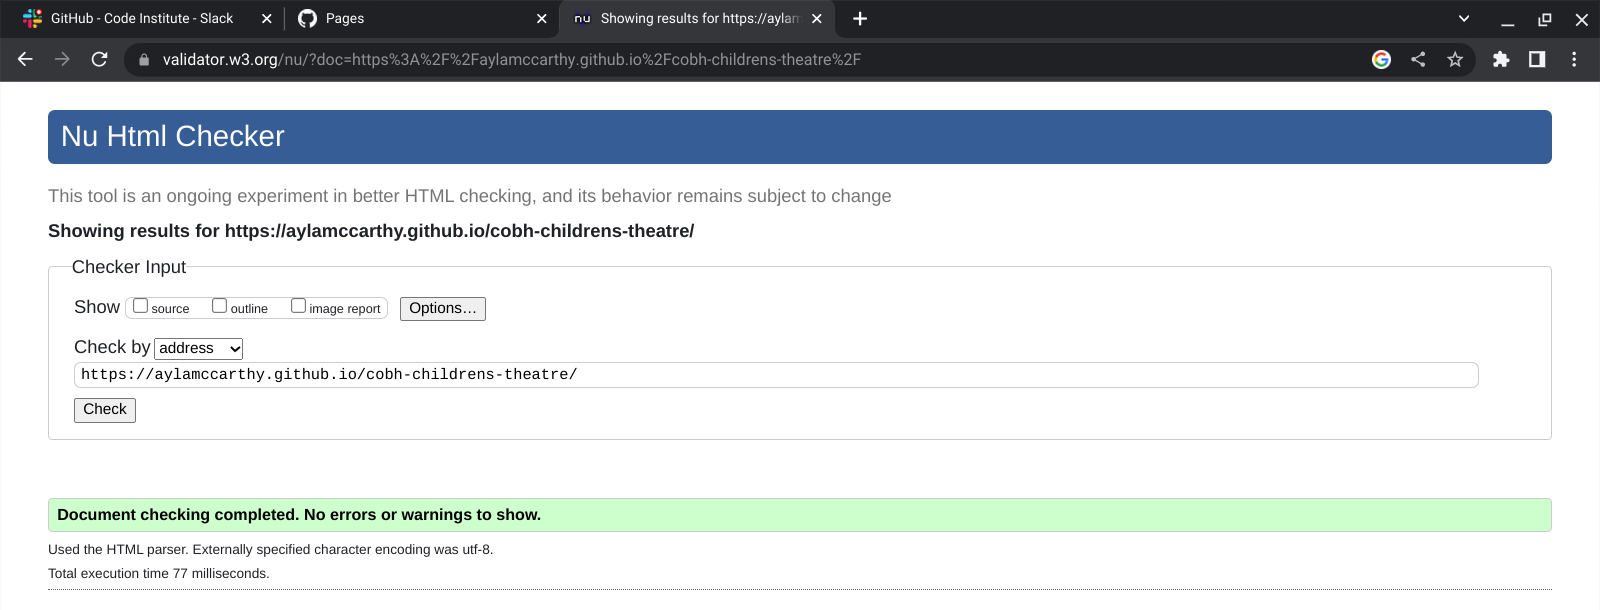 GitHub - Code Institute - Slack
Pages
nu Showing results for https://aylam
validator.w3.org/nu/?doc=https%3A%2F%2Faylamccarthy.github.io%2Fcobh-childrens-theatre%2F
Nu Html Checker
This tool is an ongoing experiment in better HTML checking, and its behavior remains subject to change
Showing results for https://aylamccarthy.github.io/cobh-childrens-theatre/
Checker Input
Show source outline image report Options...
Check by address
https://aylamccarthy.github.io/cobh-childrens-theatre/
Check
Document checking completed. No errors or warnings to show.
Used the HTML parser. Externally specified character encoding was utf-8.
Total execution time 77 milliseconds.